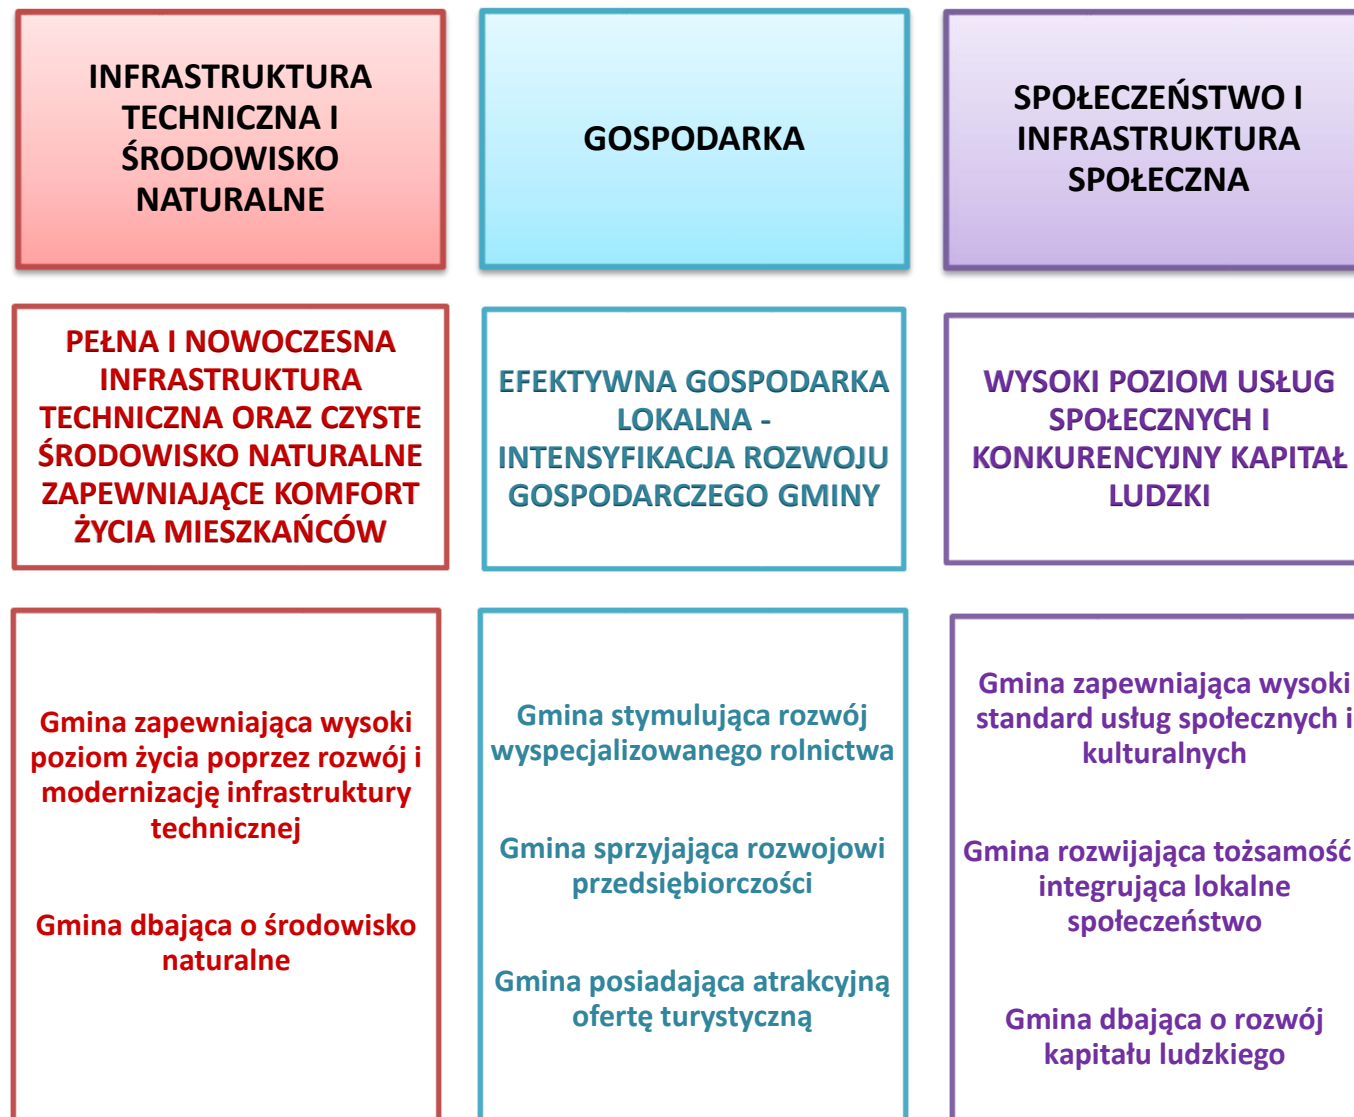 INFRASTRUKTURA
TECHNICZNA I
ŚRODOWISKO
NATURALNE
GOSPODARKA
SPOŁECZEŃSTWO I
INFRASTRUKTURA
SPOŁECZNA
PEŁNA I NOWOCZESNA
INFRASTRUKTURA
TECHNICZNA ORAZ CZYSTE
ŚRODOWISKO NATURALNE
ZAPEWNIAJĄCE KOMFORT
ŻYCIA MIESZKAŃCÓW
EFEKTYWNA GOSPODARKA
LOKALNA -
INTENSYFIKACJA ROZWOJU
GOSPODARCZEGO GMINY
WYSOKI POZIOM USŁUG
SPOŁECZNYCH I
KONKURENCYJNY KAPITAŁ
LUDZKI
Gmina zapewniająca wysoki
poziom życia poprzez rozwój i
modernizację infrastruktury
technicznej
Gmina dbająca o środowisko
naturalne
Gmina stymulująca rozwój
wyspecjalizowanego rolnictwa
Gmina sprzyjająca rozwojowi
przedsiębiorczości
Gmina posiadająca atrakcyjną
ofertę turystyczną
Gmina zapewniająca wysoki
standard usług społecznych i
kulturalnych
Gmina rozwijająca tożsamość
integrująca lokalne
społeczeństwo
Gmina dbająca o rozwój
kapitału ludzkiego